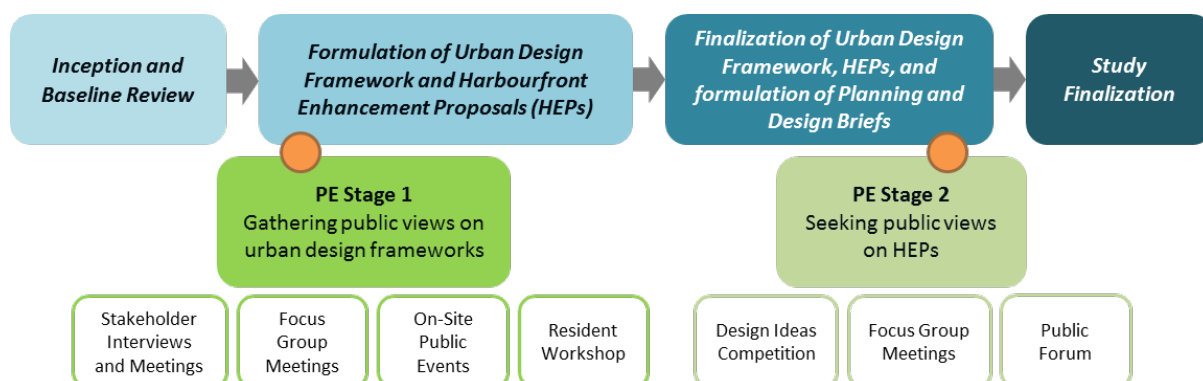 Inception and
Baseline Review
Formulation of Urban Design
Framework and Harbourfront
Enhancement Proposals (HEPs)
Finalization of Urban Design
Framework, HEPs, and
formulation of Planning and
Design Briefs
Study
Finalization
PE Stage 1
Gathering public views on
urban design frameworks
PE Stage 2
Seeking public views
on HEPs
Stakeholder
Interviews
and Meetings
Focus
Group
Meetings
On-Site
Public
Events
Resident
Workshop
Design Ideas
Competition
Focus Group
Meetings
Public
Forum